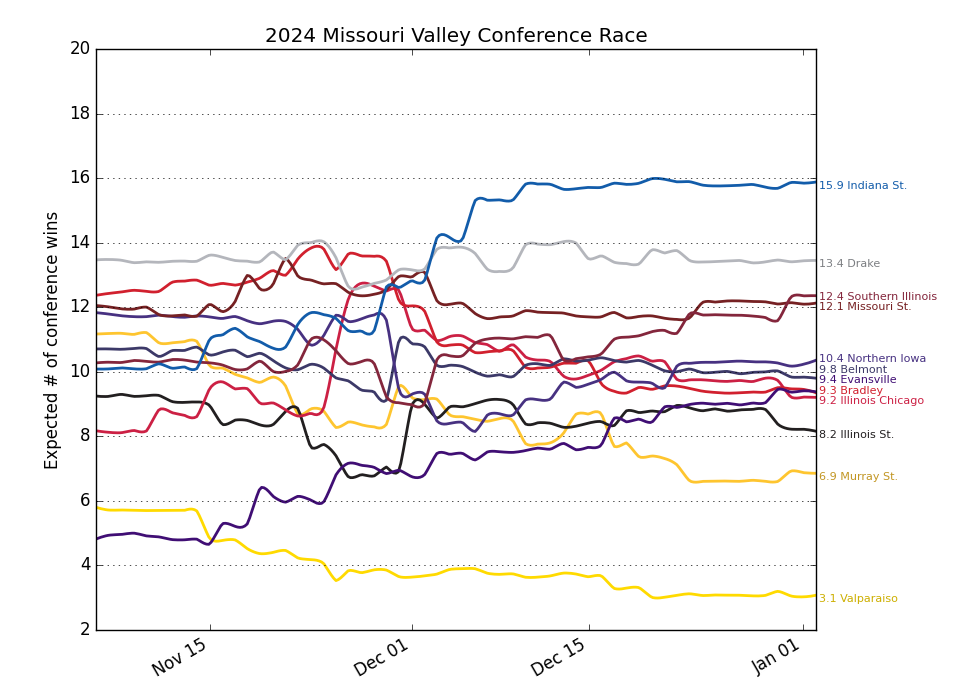 2024 Missouri Valley Conference Race
Expected # of conference wins
20
18
16
14
12
10
8
6
4
2
15.9 Indiana St.
13.4 Drake
12.4 Southern Illinois
12.1 Missouri St.
10.4 Northern Iowa
9.8 Belmont
9.4 Evansville
9.3 Bradley
9.2 Illinois Chicago
8.2 Illinois St.
6.9 Murray St.
3.1 Valparaiso
Nov 15
Dec 01
Dec 15
Jan 01